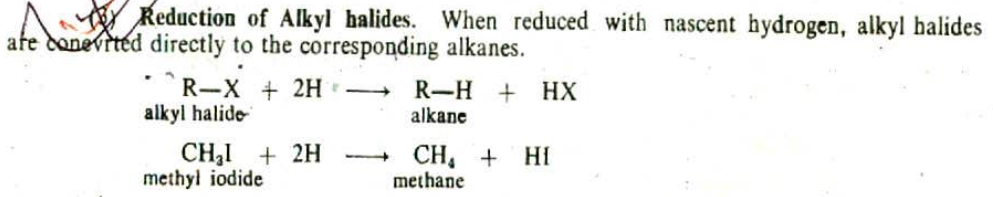 (3) Reduction of Alkyl halides. When reduced with nascent hydrogen, alkyl halides
are conevrted directly to the corresponding alkanes.
R—X + 2H ⟶ R—H + HX
alkyl halide alkane
CH₃I + 2H ⟶ CH₄ + HI
methyl iodide methane